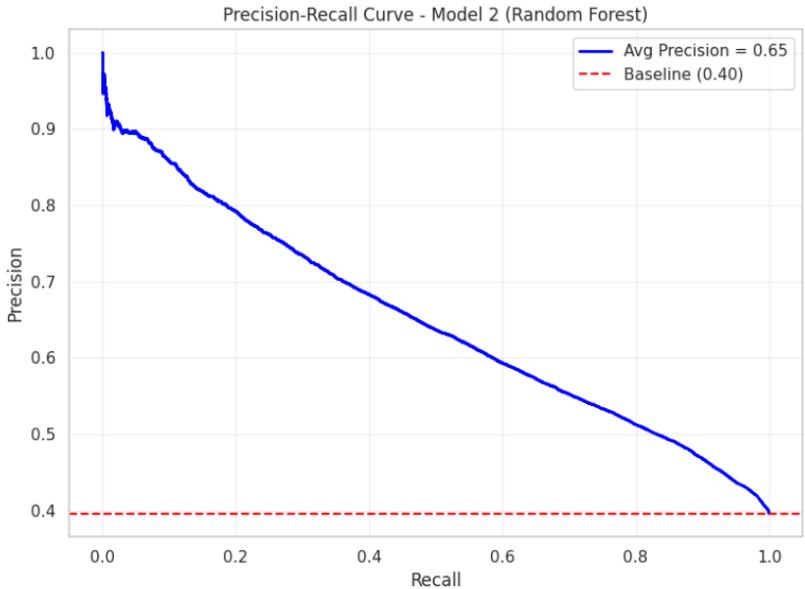 Precision-Recall Curve - Model 2 (Random Forest)
Avg Precision = 0.65
Baseline (0.40)
1.0
0.9
0.8
0.7
0.6
0.5
0.4
Precision
0.0 0.2 0.4 0.6 0.8 1.0
Recall